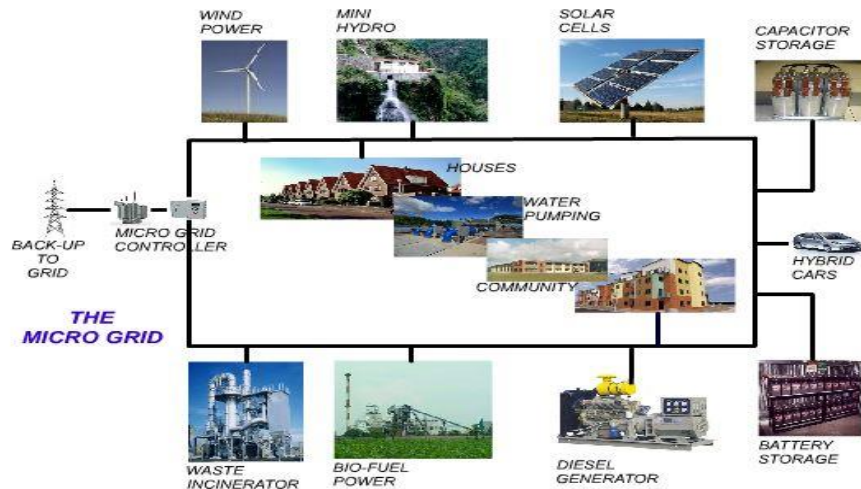 WIND
POWER
MINI
HYDRO
SOLAR
CELLS
CAPACITOR
STORAGE
HOUSES
WATER
PUMPING
COMMUNITY
BACK-UP
TO
GRID
MICRO GRID
CONTROLLER
HYBRID
CARS
THE
MICRO GRID
WASTE
INCINERATOR
BIO-FUEL
POWER
DIESEL
GENERATOR
BATTERY
STORAGE